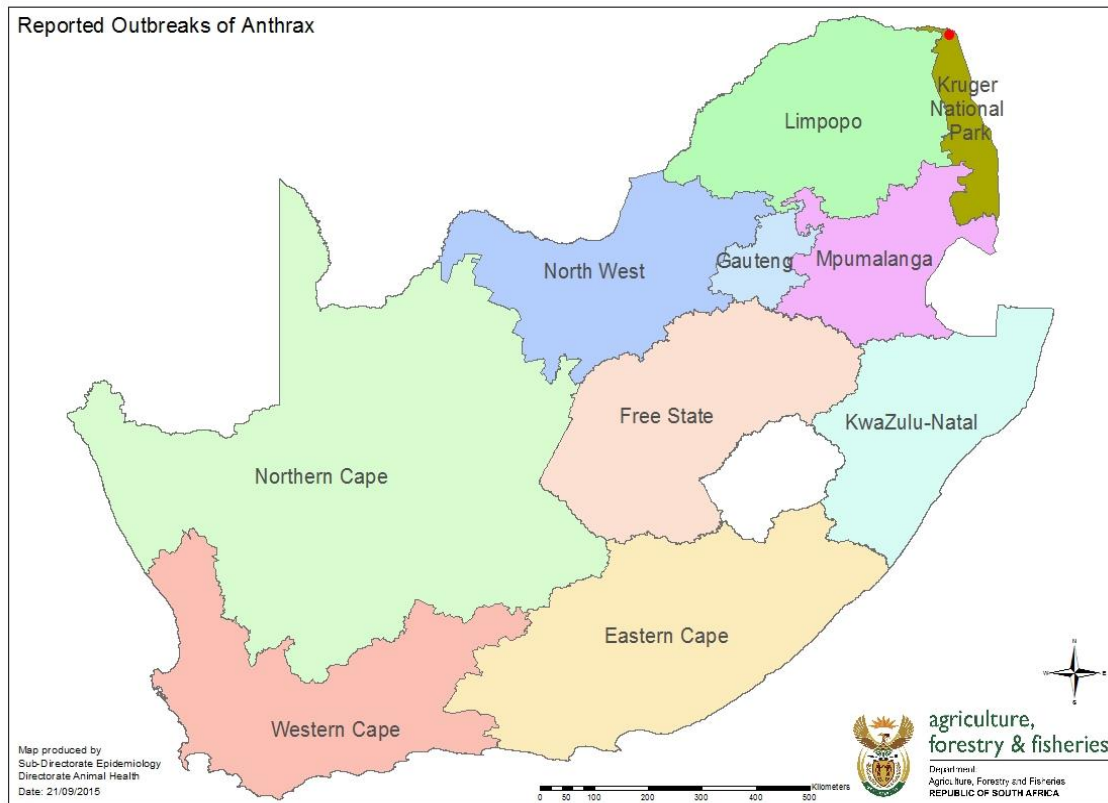 Reported Outbreaks of Anthrax
Kruger
National
Park
Limpopo
North West
Gauteng
Mpumalanga
Free State
KwaZulu-Natal
Northern Cape
Eastern Cape
Western Cape
N
W
E
S
Map produced by
Sub-Directorate Epidemiology
Directorate Animal Health
Date: 21/09/2015
Kilometers
0 50 100 200 300 400 500
agriculture,
forestry & fisheries
Department:
Agriculture, Forestry and Fisheries
REPUBLIC OF SOUTH AFRICA